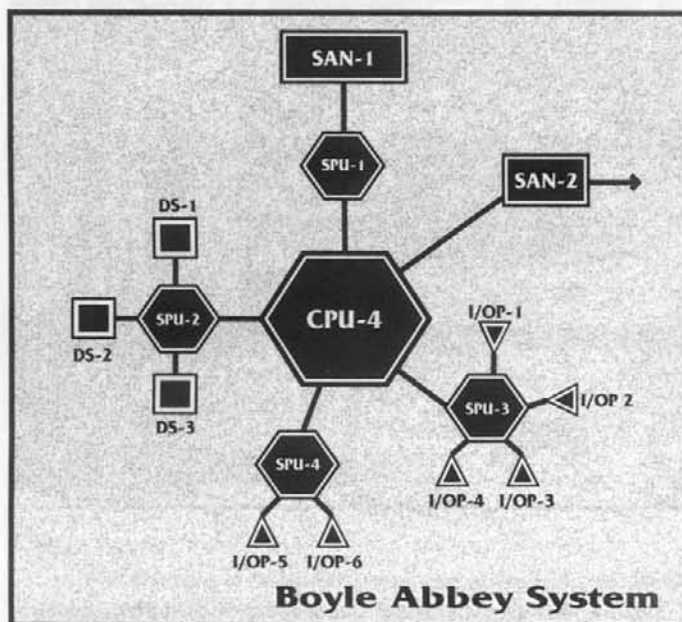 SAN-1
SPU-1
SAN-2
DS-1
SPU-2
DS-2
DS-3
CPU-4
I/OP-1
SPU-3
I/OP 2
I/OP-4
I/OP-3
SPU-4
I/OP-5
I/OP-6
Boyle Abbey System